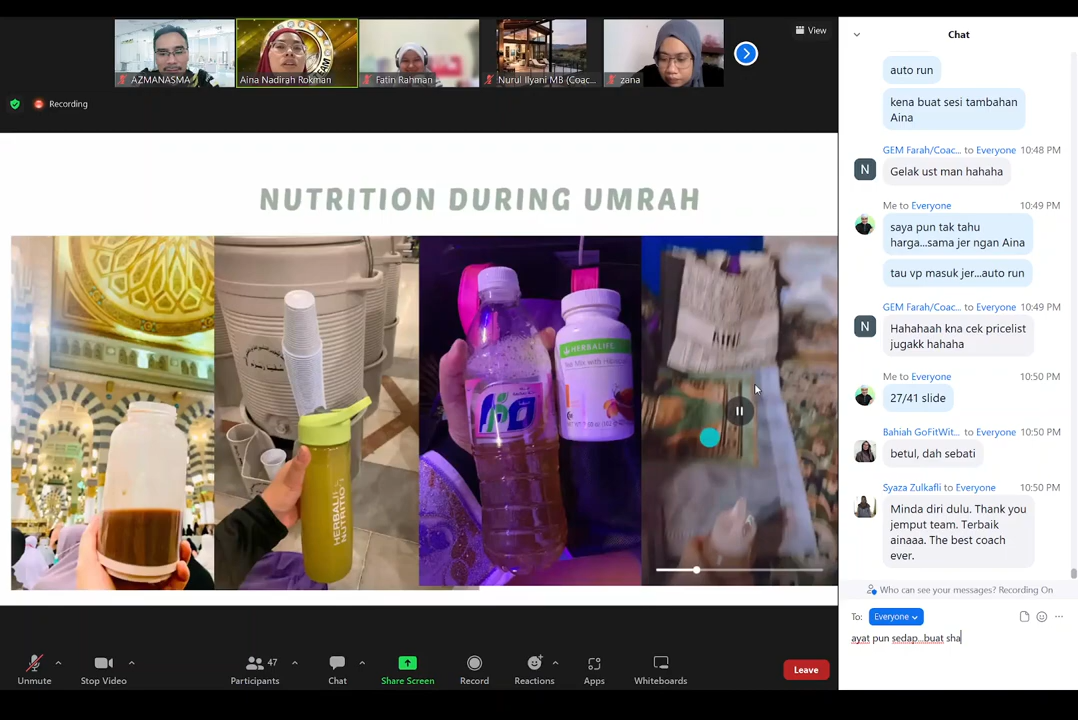 View
AZMANASMA
Aina Nadirah Rokman
Fatin Rahman
Nurul Ilyani MB (Coac...
zana
Recording
NUTRITION DURING UMRAH
HERBALIFE
NUTRITION
HERBALIFE
Chat
auto run
kena buat sesi tambahan
Aina
GEM Farah/Coac... to Everyone 10:48 PM
N
Gelak ust man hahaha
Me to Everyone 10:49 PM
saya pun tak tahu
harga...sama jer ngan Aina
tau vp masuk jer...auto run
GEM Farah/Coac... to Everyone 10:49 PM
N
Hahahaah kna cek pricelist
jugakk hahaha
Me to Everyone 10:50 PM
27/41 slide
Bahiah GoFitWit... to Everyone 10:50 PM
betul, dah sebati
Syaza Zulkafli to Everyone 10:50 PM
Minda diri dulu. Thank you
jemput team. Terbaik
ainaaa. The best coach
ever.
Who can see your messages? Recording On
To: Everyone
ayat pun sedap...buat sha
Unmute
Stop Video
47
Participants
Chat
Share Screen
Record
Reactions
Apps
Whiteboards
Leave